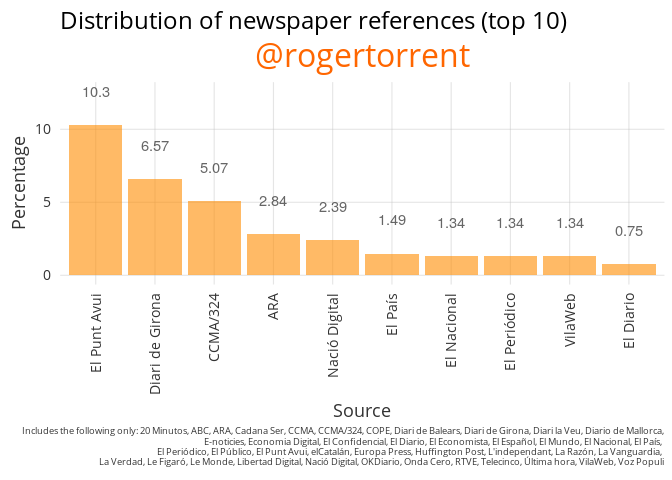 Distribution of newspaper references (top 10)
@rogertorrent
10.3
6.57
5.07
2.84
2.39
1.49
1.34
1.34
1.34
0.75
Percentage
10
5
0
El Punt Avui
Diari de Girona
CCMA/324
ARA
Nació Digital
El País
El Nacional
El Periódico
VilaWeb
El Diario
Source
Includes the following only: 20 Minutos, ABC, ARA, Cadana Ser, CCMA, CCMA/324, COPE, Diari de Balears, Diari de Girona, Diari la Veu, Diario de Mallorca,
E-noticies, Economia Digital, El Confidencial, El Diario, El Economista, El Español, El Mundo, El Nacional, El País,
El Periódico, El Público, El Punt Avui, elCatalán, Europa Press, Huffington Post, L'independant, La Razón, La Vanguardia,
La Verdad, Le Figaró, Le Monde, Libertad Digital, Nació Digital, OKDiario, Onda Cero, RTVE, Telecinco, Última hora, VilaWeb, Voz Populi